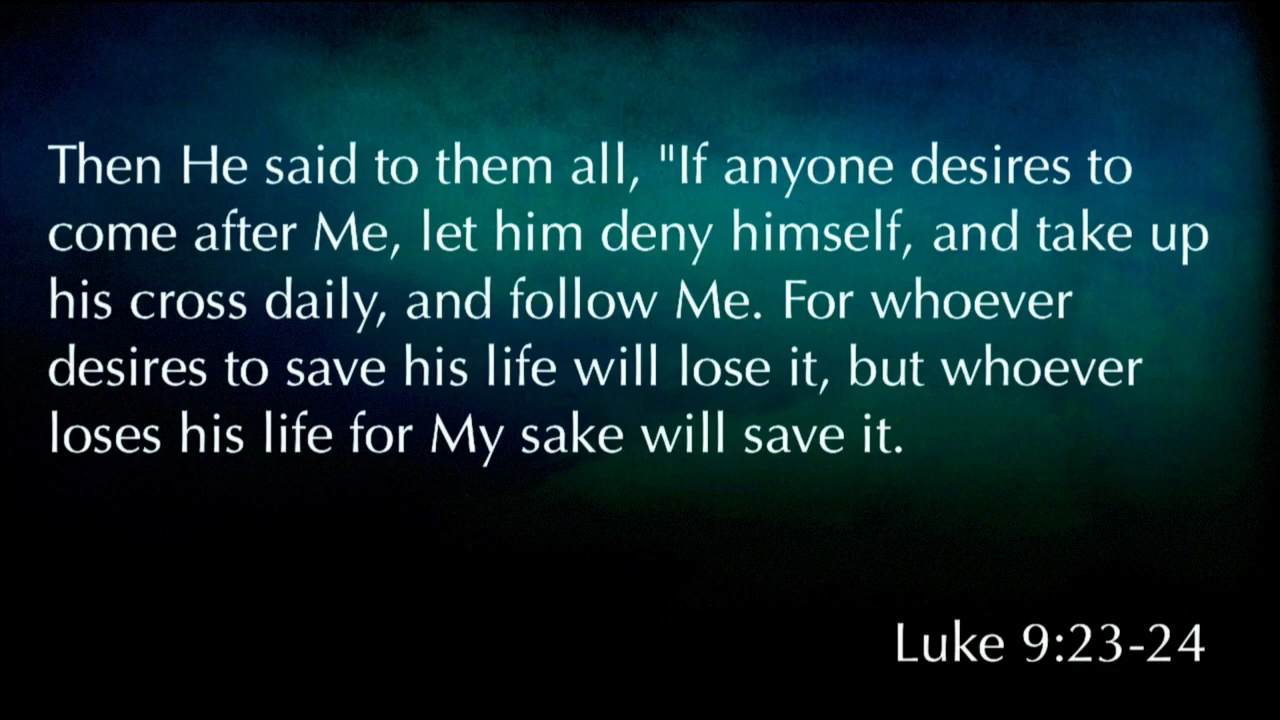 Then He said to them all, "If anyone desires to
come after Me, let him deny himself, and take up
his cross daily, and follow Me. For whoever
desires to save his life will lose it, but whoever
loses his life for My sake will save it.
Luke 9:23-24